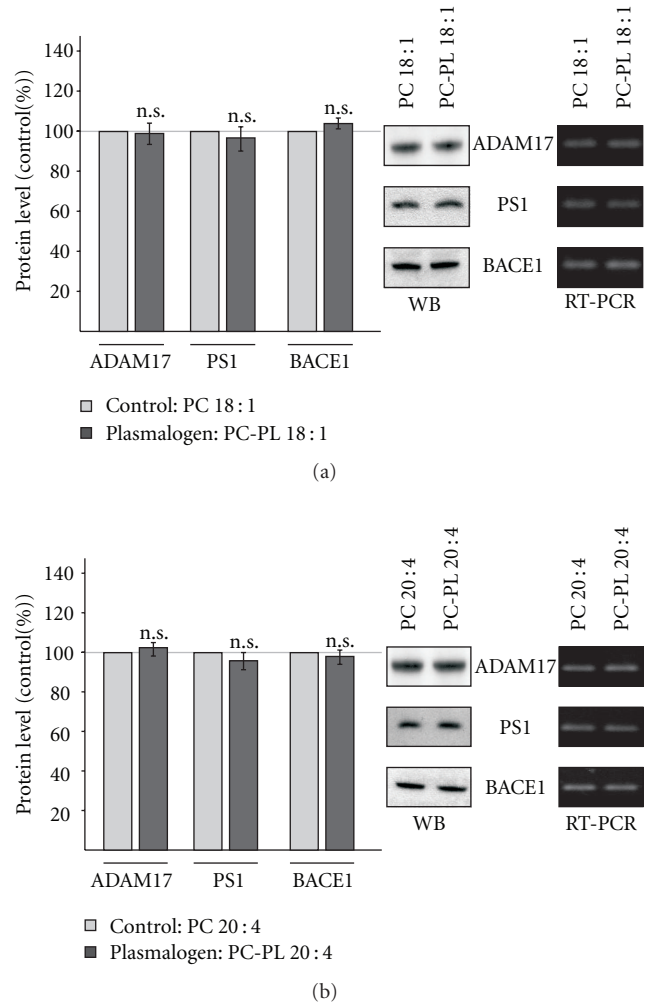 Protein level (control(%))
140
120
100
80
60
40
20
n.s.
n.s.
n.s.
ADAM17
PS1
BACE1
Control: PC 18 : 1
Plasmalogen: PC-PL 18 : 1
PC 18 : 1
PC-PL 18 : 1
PC 18 : 1
PC-PL 18 : 1
ADAM17
PS1
BACE1
WB
RT-PCR
(a)
Protein level (control(%))
140
120
100
80
60
40
20
n.s.
n.s.
n.s.
ADAM17
PS1
BACE1
Control: PC 20 : 4
Plasmalogen: PC-PL 20 : 4
PC 20 : 4
PC-PL 20 : 4
PC 20 : 4
PC-PL 20 : 4
ADAM17
PS1
BACE1
WB
RT-PCR
(b)